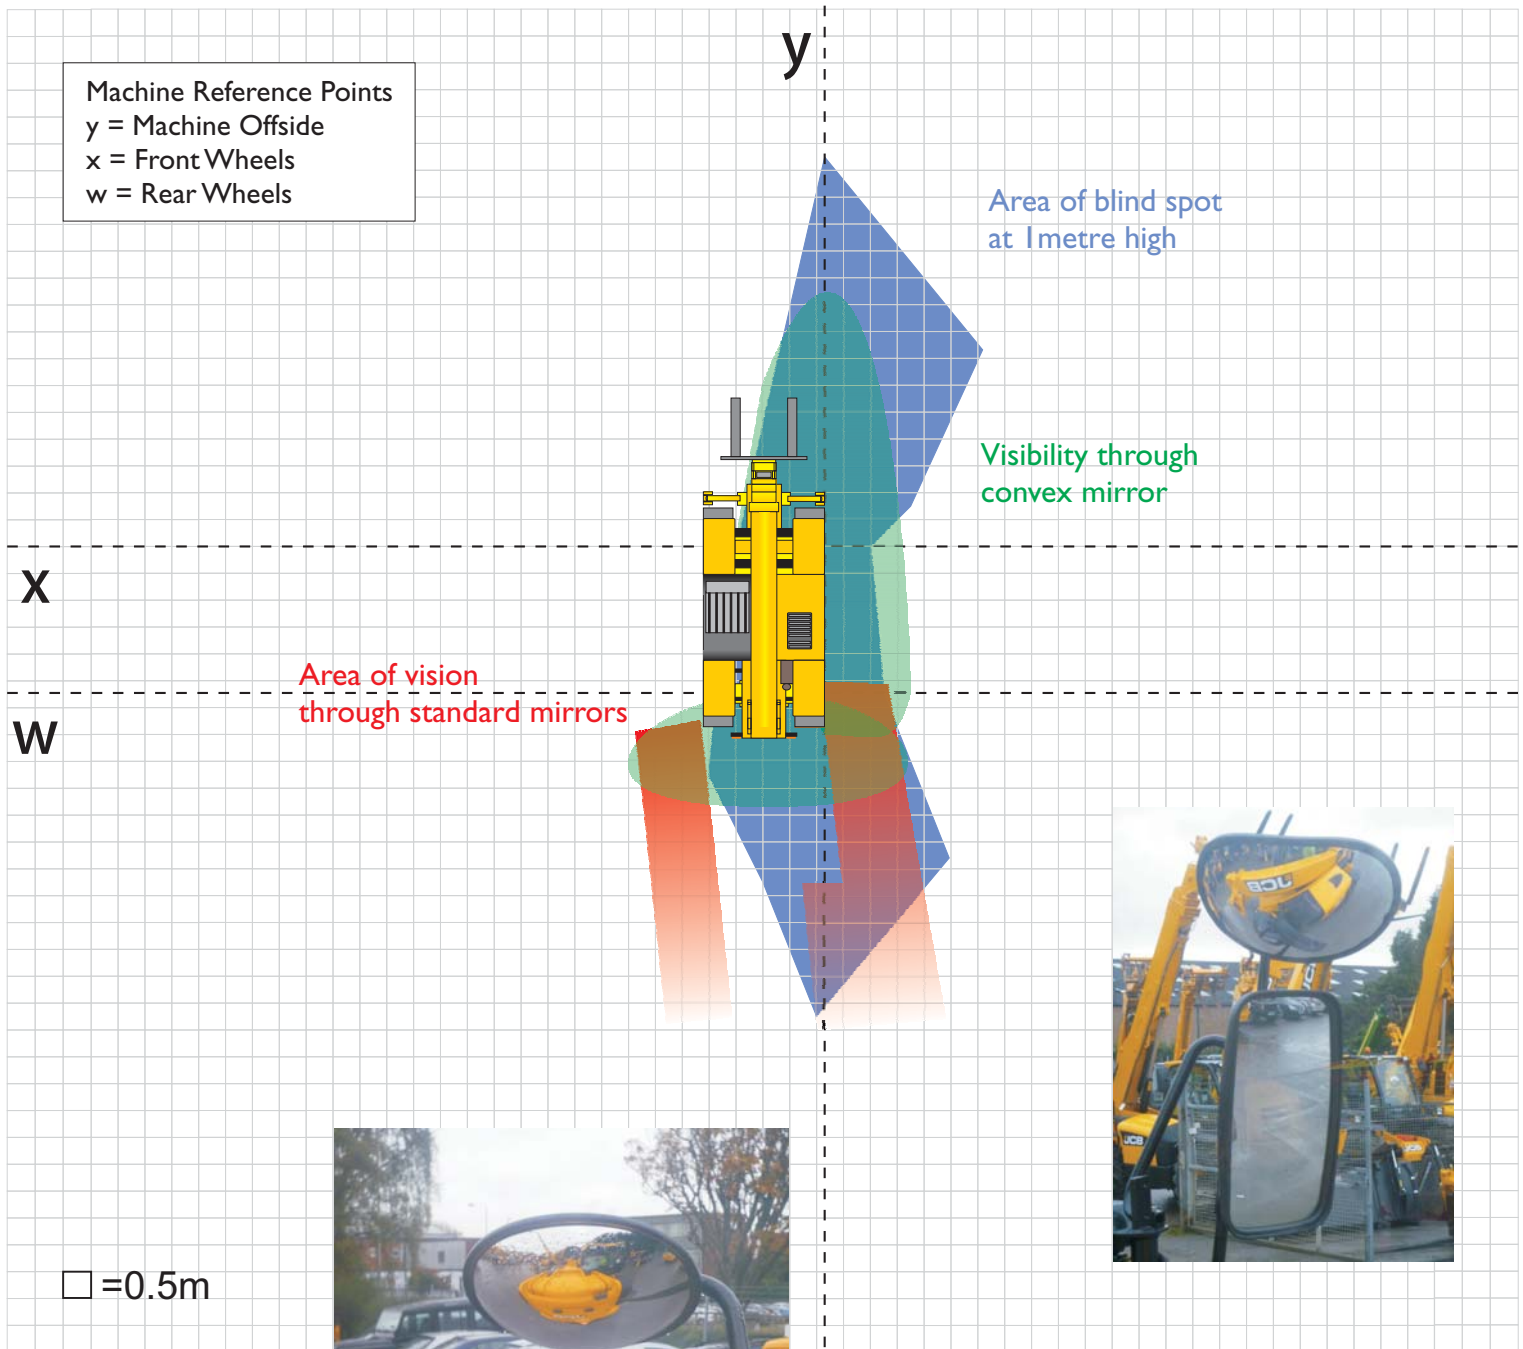 y
Machine Reference Points
y = Machine Offside
x = Front Wheels
w = Rear Wheels
Area of blind spot
at 1metre high
Visibility through
convex mirror
x
Area of vision
through standard mirrors
w
JCB
JCB
=0.5m